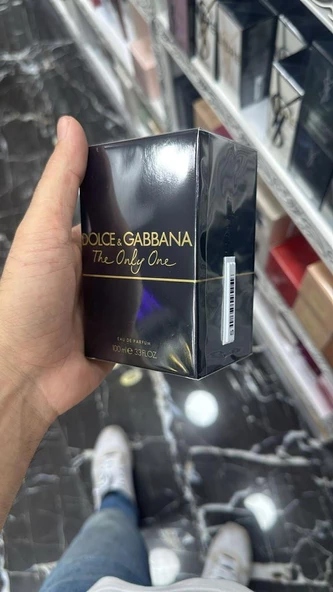 DOLCE & GABBANA
The Only One
EAU DE PARFUM
100 ml ℮ 3.3 FL.OZ.